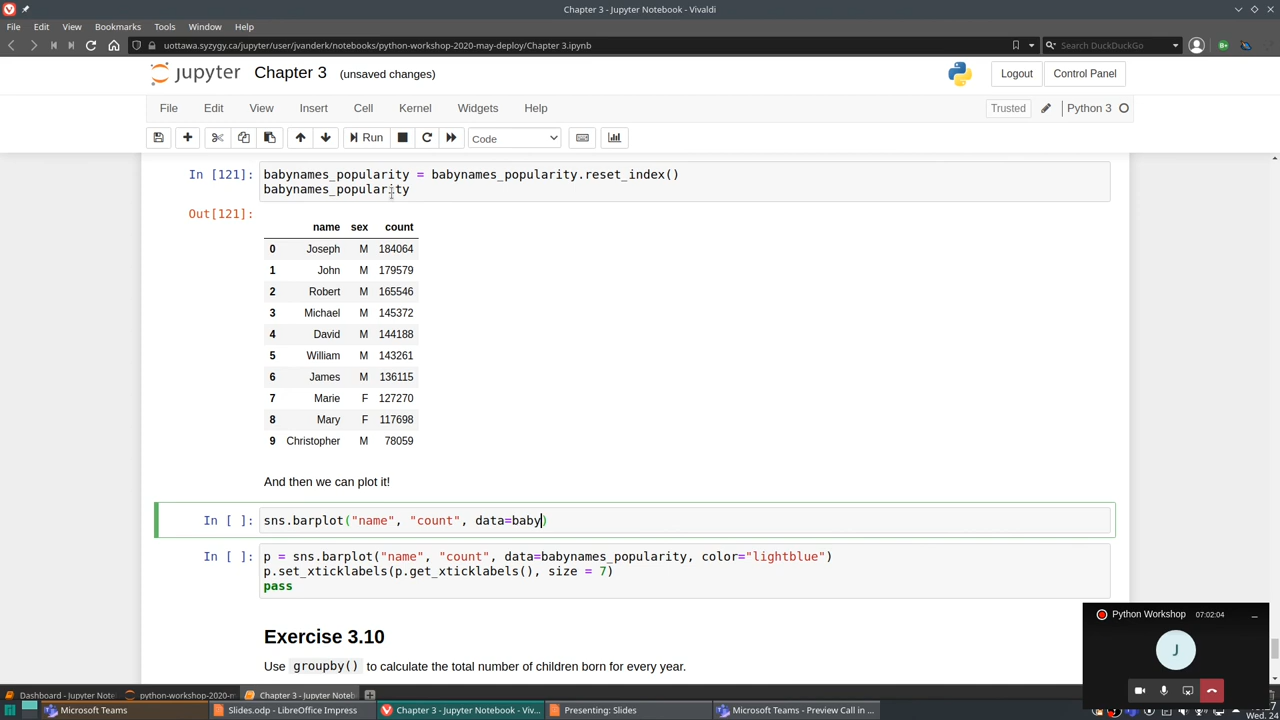 Chapter 3 - Jupyter Notebook - Vivaldi
File Edit View Bookmarks Tools Window Help
uottawa.syzygy.ca/jupyter/user/jvanderk/notebooks/python-workshop-2020-may-deploy/Chapter 3.ipynb
Search DuckDuckGo
jupyter Chapter 3 (unsaved changes)
Logout Control Panel
File Edit View Insert Cell Kernel Widgets Help
Trusted Python 3
Run Code
In [121]: babynames_popularity = babynames_popularity.reset_index()
babynames_popularity
Out[121]:
name sex count
0 Joseph M 184064
1 John M 179579
2 Robert M 165546
3 Michael M 145372
4 David M 144188
5 William M 143261
6 James M 136115
7 Marie F 127270
8 Mary F 117698
9 Christopher M 78059
And then we can plot it!
In [ ]: sns.barplot("name", "count", data=baby)
In [ ]: p = sns.barplot("name", "count", data=babynames_popularity, color="lightblue")
p.set_xticklabels(p.get_xticklabels(), size = 7)
pass
Exercise 3.10
Use groupby() to calculate the total number of children born for every year.
Python Workshop 07:02:04
J
Dashboard - Jupyter Note python-workshop-2020-m Chapter 3 - Jupyter Notebo
Microsoft Teams Slides.odp - LibreOffice Impress Chapter 3 - Jupyter Notebook - Viv... Presenting: Slides Microsoft Teams - Preview Call in ...
Wed. 24